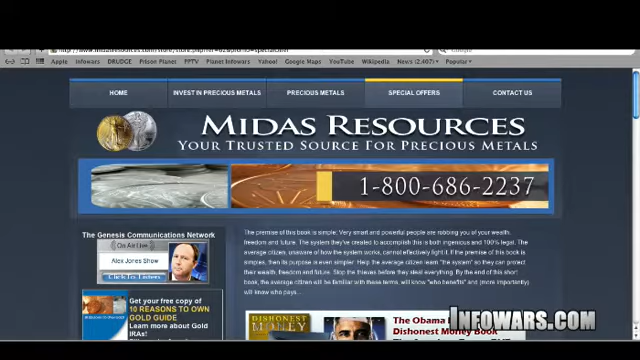 Apple Infowars DRUDGE Prison Planet PPTV Planet Infowars Yahoo! Google Maps YouTube Wikipedia News (2,407) Popular
HOME INVEST IN PRECIOUS METALS PRECIOUS METALS SPECIAL OFFERS CONTACT US
MIDAS RESOURCES
YOUR TRUSTED SOURCE FOR PRECIOUS METALS
1-800-686-2237
The Genesis Communications Network
On Air Live
Alex Jones Show
Click To Listen
Get your free copy of
10 REASONS TO OWN
GOLD GUIDE
Learn more about Gold
IRAs!
The premise of this book is simple: Very smart and powerful people are robbing you of your wealth,
freedom and future. The system they've created to accomplish this is both ingenious and 100% legal. The
average citizen, unaware of how the system works, cannot effectively fight it. If the premise of this book is
simple, then its purpose is even simpler: Help the average citizen learn "the system" so they can protect
their wealth, freedom and future. Stop the thieves before they steal everything. By the end of this short
book, the average citizen will be familiar with these terms, will know "who benefits" and (more importantly)
will know who pays...
DISHONEST
MONEY
The Obama
Dishonest Money Book
INFOWARS.COM